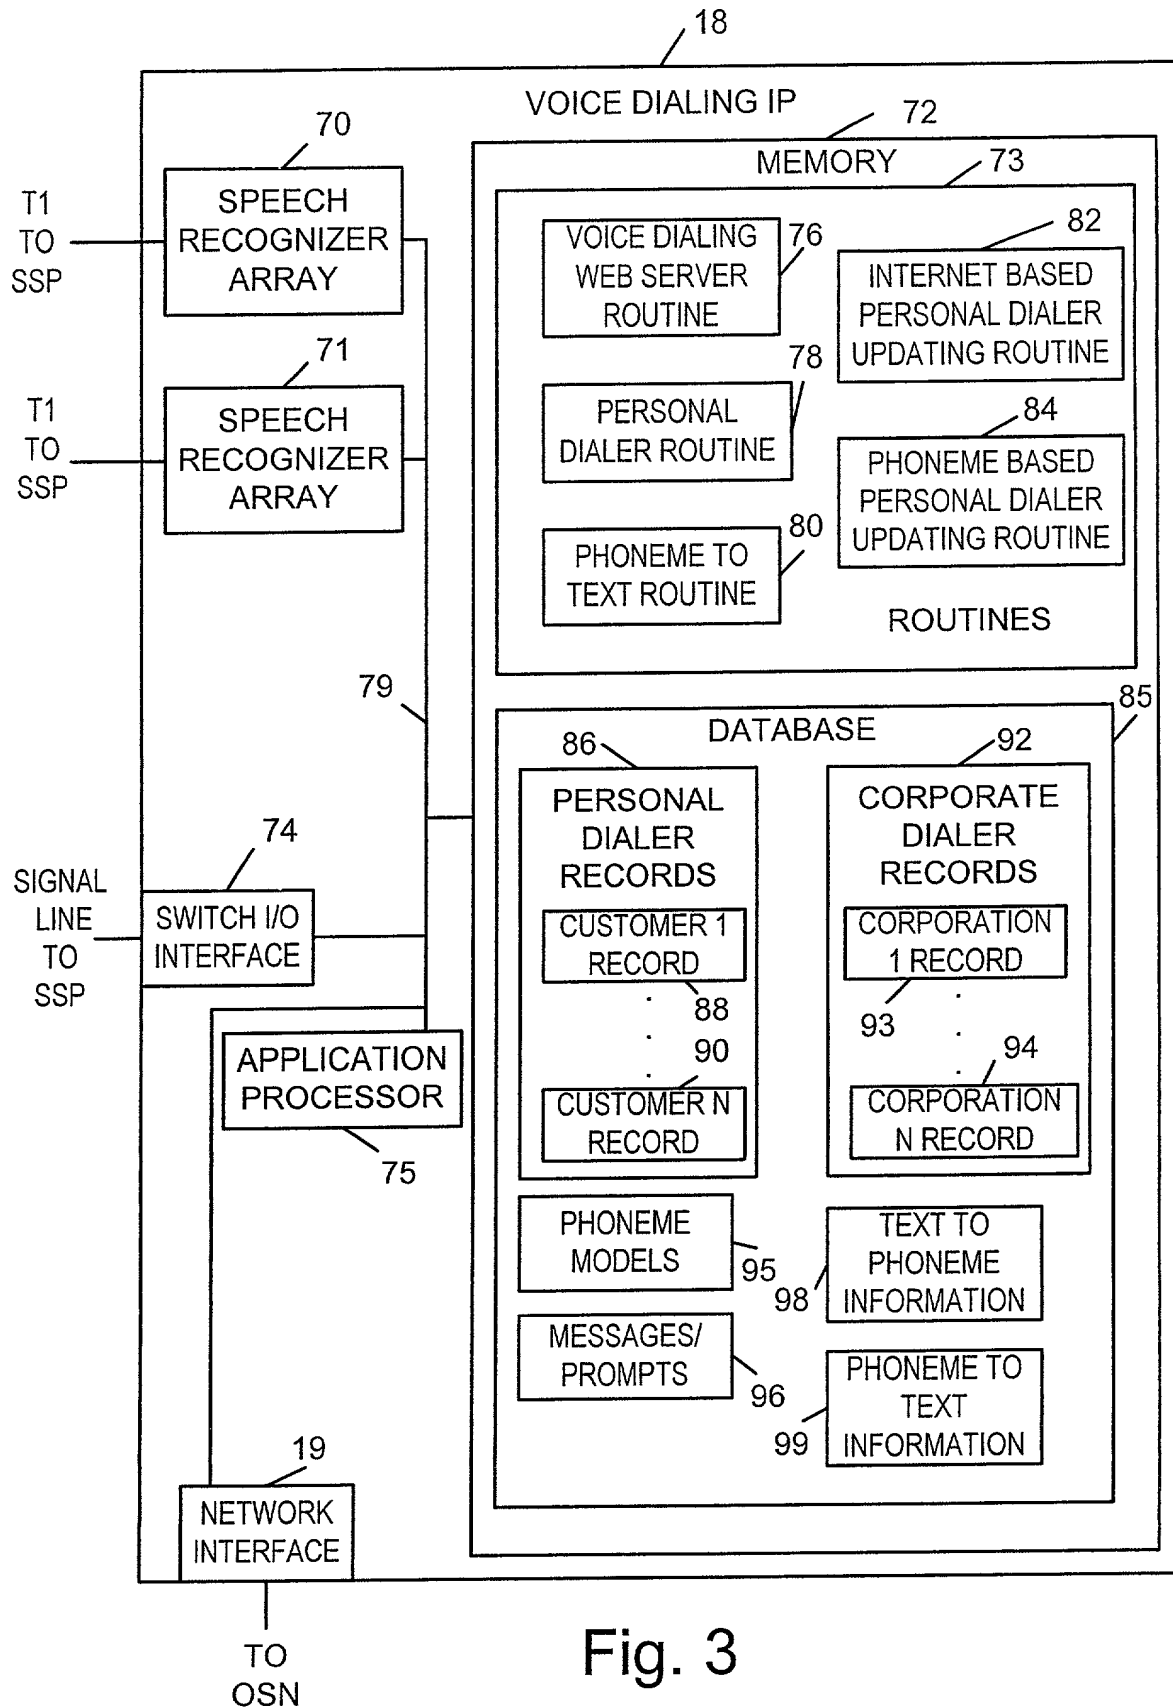 18
VOICE DIALING IP
70
SPEECH
RECOGNIZER
ARRAY
T1
TO
SSP
71
SPEECH
RECOGNIZER
ARRAY
T1
TO
SSP
79
74
SIGNAL
LINE
TO
SSP
SWITCH I/O
INTERFACE
APPLICATION
PROCESSOR
75
19
NETWORK
INTERFACE
TO
OSN
72
MEMORY
73
VOICE DIALING
WEB SERVER
ROUTINE
76
82
INTERNET BASED
PERSONAL DIALER
UPDATING ROUTINE
78
PERSONAL
DIALER ROUTINE
84
PHONEME BASED
PERSONAL DIALER
UPDATING ROUTINE
80
PHONEME TO
TEXT ROUTINE
ROUTINES
85
DATABASE
86
PERSONAL
DIALER
RECORDS
CUSTOMER 1
RECORD
88
90
CUSTOMER N
RECORD
92
CORPORATE
DIALER
RECORDS
CORPORATION
1 RECORD
93
94
CORPORATION
N RECORD
PHONEME
MODELS
95
98
TEXT TO
PHONEME
INFORMATION
MESSAGES/
PROMPTS
96
99
PHONEME TO
TEXT
INFORMATION
Fig. 3